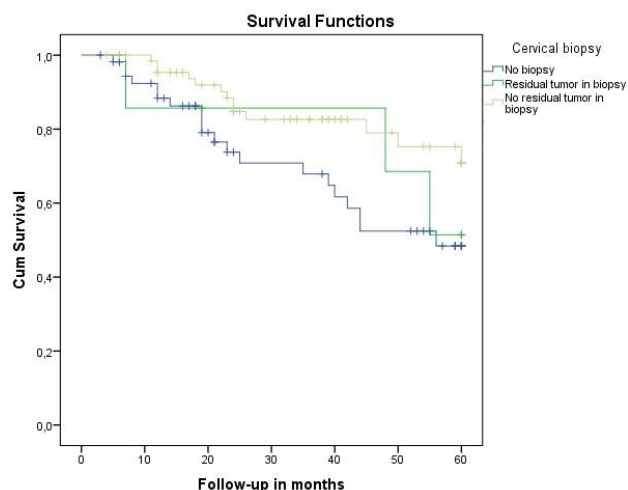 Survival Functions
Cervical biopsy
No biopsy
Residual tumor in biopsy
No residual tumor in
biopsy
Cum Survival
1,0
0,8
0,6
0,4
0,2
0,0
0 10 20 30 40 50 60
Follow-up in months